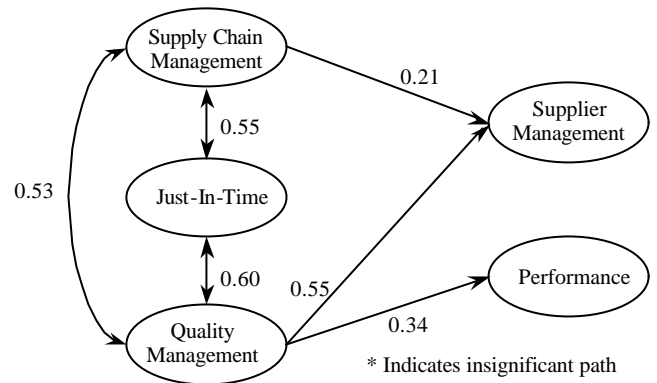 Supply Chain
Management
0.21
Supplier
Management
0.55
0.53
Just-In-Time
0.60
0.55
Performance
0.34
Quality
Management
* Indicates insignificant path